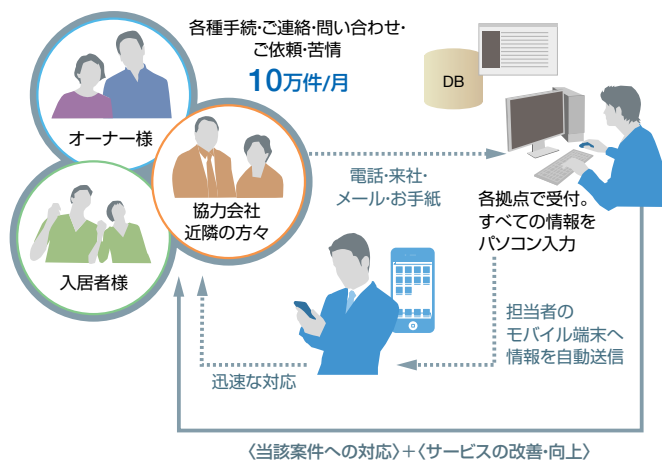 各種手続・ご連絡・問い合わせ・
ご依頼・苦情
10万件/月
DB
オーナー様
協力会社
近隣の方々
入居者様
電話・来社・
メール・お手紙
各拠点で受付。
すべての情報を
パソコン入力
担当者の
モバイル端末へ
情報を自動送信
迅速な対応
〈当該案件への対応〉＋〈サービスの改善・向上〉